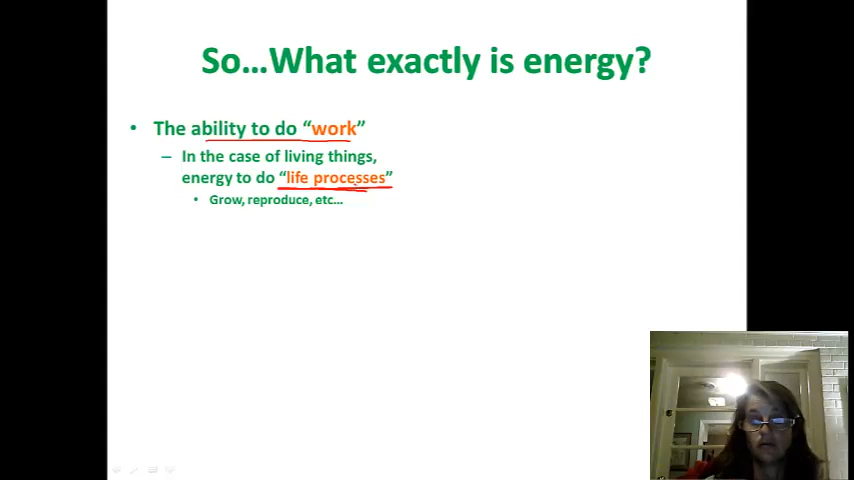 So...What exactly is energy?
• The ability to do “work”
– In the case of living things,
energy to do “life processes”
• Grow, reproduce, etc...